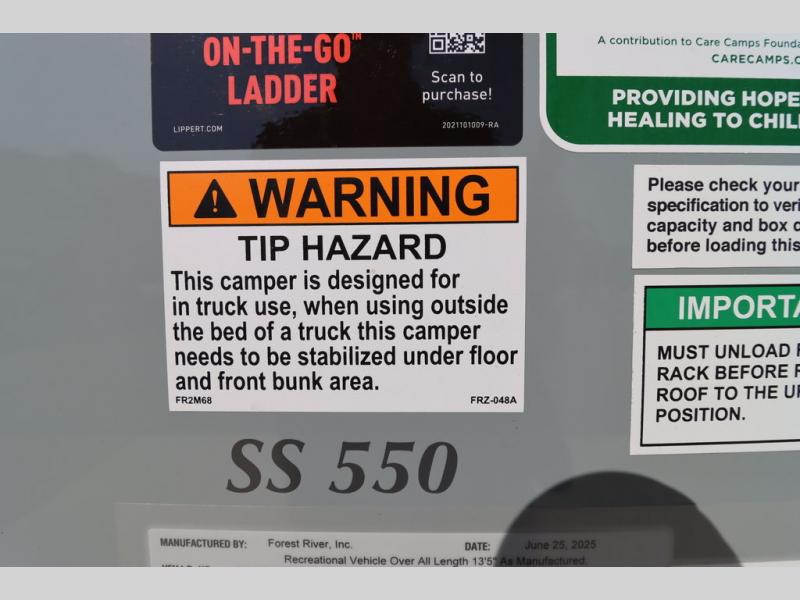 ON-THE-GO™
LADDER
Scan to
purchase!
LIPPERT.COM
2021101009-RA
A contribution to Care Camps
CARECAMPS.
PROVIDING HOPE
HEALING TO
WARNING
TIP HAZARD
This camper is designed for
in truck use, when using outside
the bed of a truck this camper
needs to be stabilized under floor
and front bunk area.
FR2M68
FRZ-048A
Please check your
specification to
capacity and box
before loading this
MUST UNLOAD
RACK BEFORE
ROOF TO THE
POSITION.
SS 550
MANUFACTURED BY: Forest River, Inc. DATE: June 25, 2025
Recreational Vehicle Over All Length 13'5" As Manufactured.